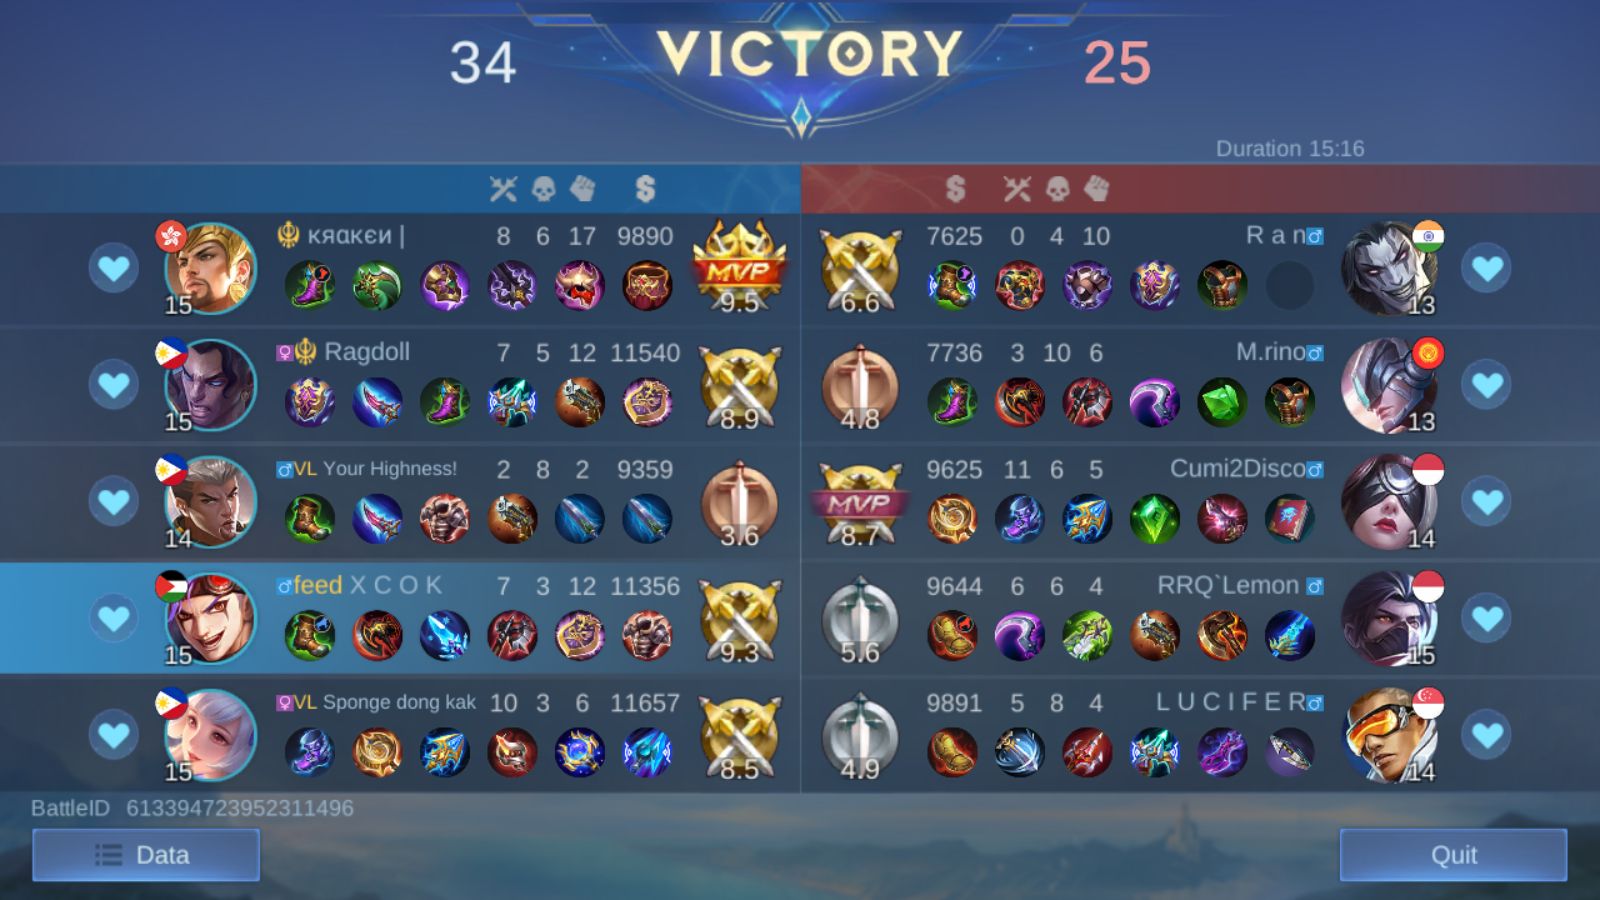 34 VICTORY 25
Duration 15:16
кяαкєи | 8 6 17 9890 MVP 9.5 15
6.6 7625 0 4 10 R a n♂ 13
♀ Ragdoll 7 5 12 11540 8.9 15
4.8 7736 3 10 6 M.rino♂ 13
♂VL Your Highness! 2 8 2 9359 3.6 14
MVP 8.7 9625 11 6 5 Cumi2Disco♂ 14
♂feed X C O K 7 3 12 11356 9.3 15
5.6 9644 6 6 4 RRQ`Lemon ♂ 15
♀VL Sponge dong kak 10 3 6 11657 8.5 15
4.9 9891 5 8 4 L U C I F E R♂ 14
BattleID 613394723952311496
Data
Quit